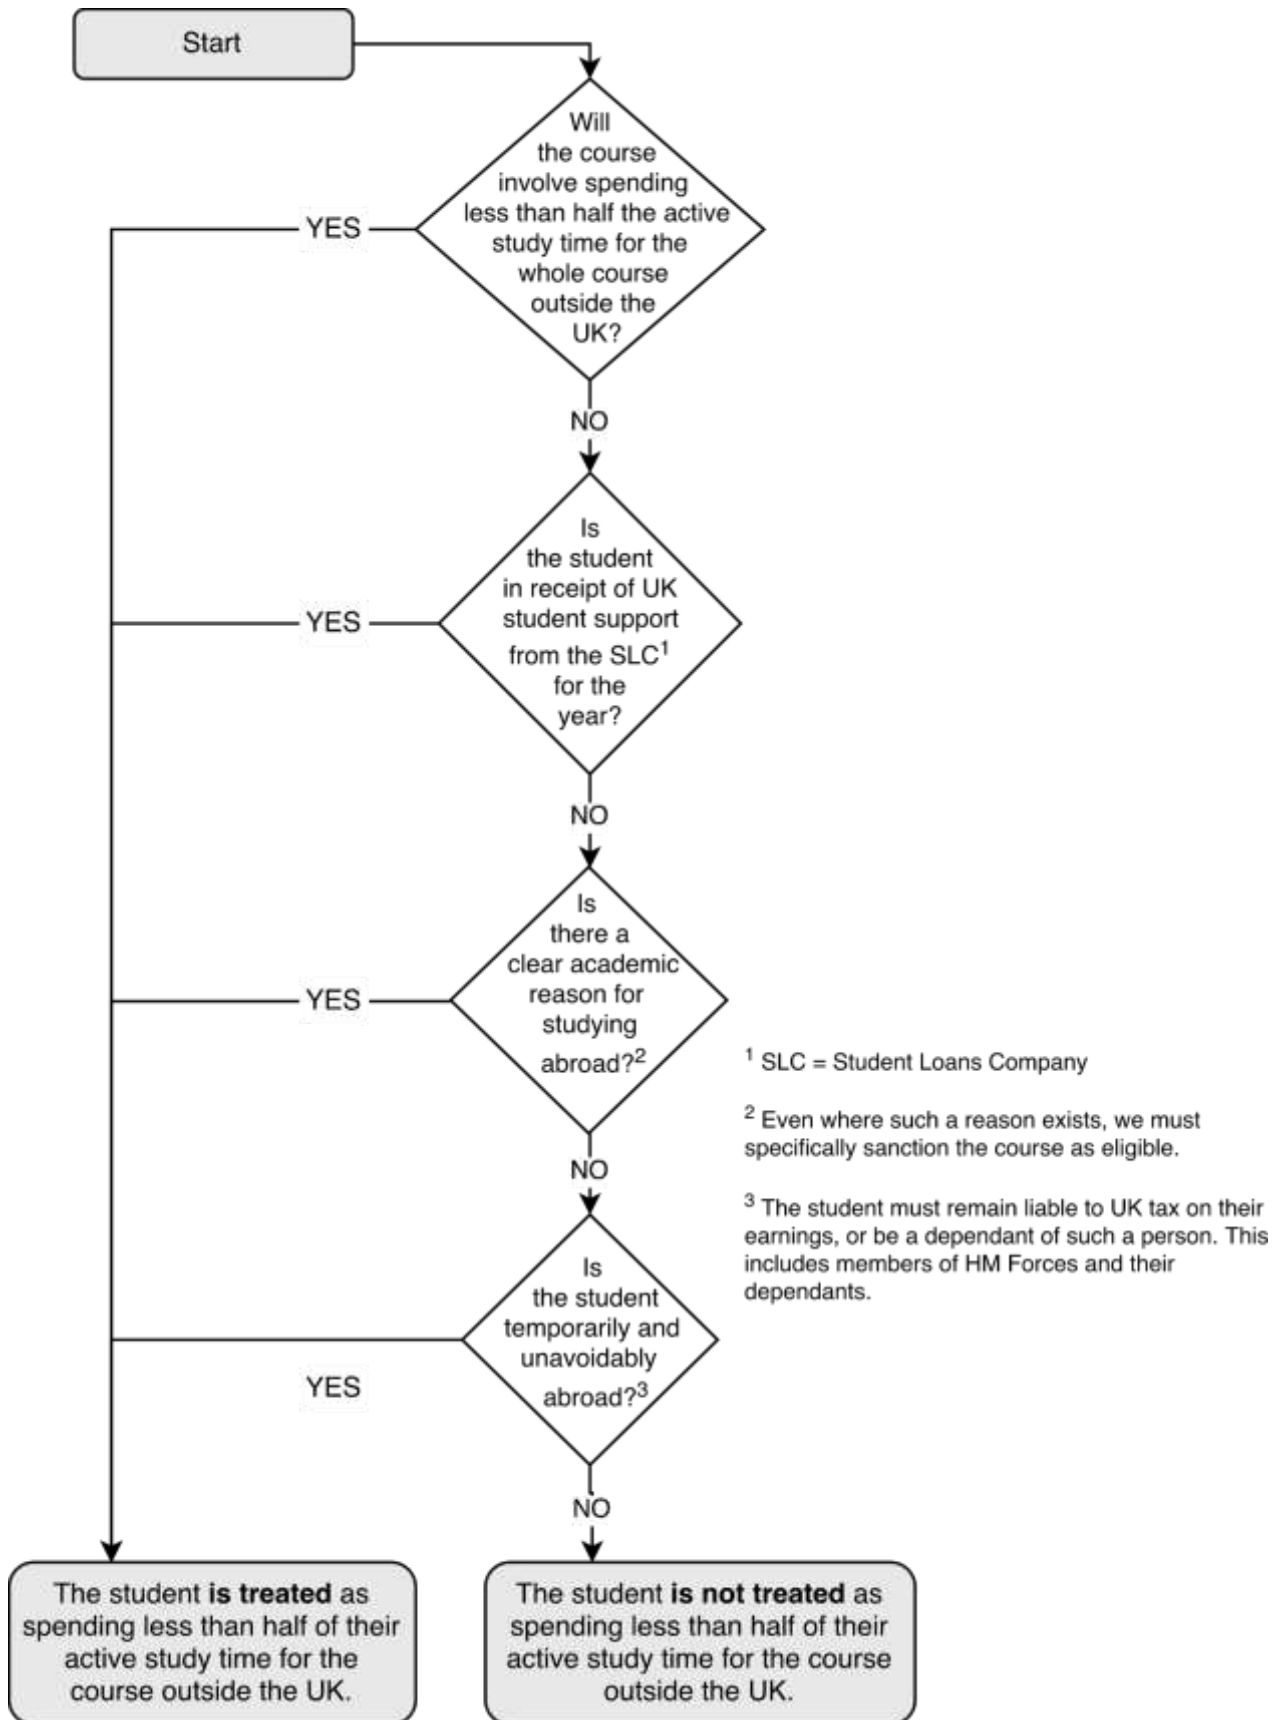 Start
Will
the course
involve spending
less than half the active
study time for the
whole course
outside the
UK?
YES
NO
Is
the student
in receipt of UK
student support
from the SLC1
for the
year?
YES
NO
Is
there a
clear academic
reason for
studying
abroad?2
YES
NO
Is
the student
temporarily and
unavoidably
abroad?3
YES
NO
1 SLC = Student Loans Company
2 Even where such a reason exists, we must
specifically sanction the course as eligible.
3 The student must remain liable to UK tax on their
earnings, or be a dependant of such a person. This
includes members of HM Forces and their
dependants.
The student is treated as
spending less than half of their
active study time for the
course outside the UK.
The student is not treated as
spending less than half of their
active study time for the course
outside the UK.